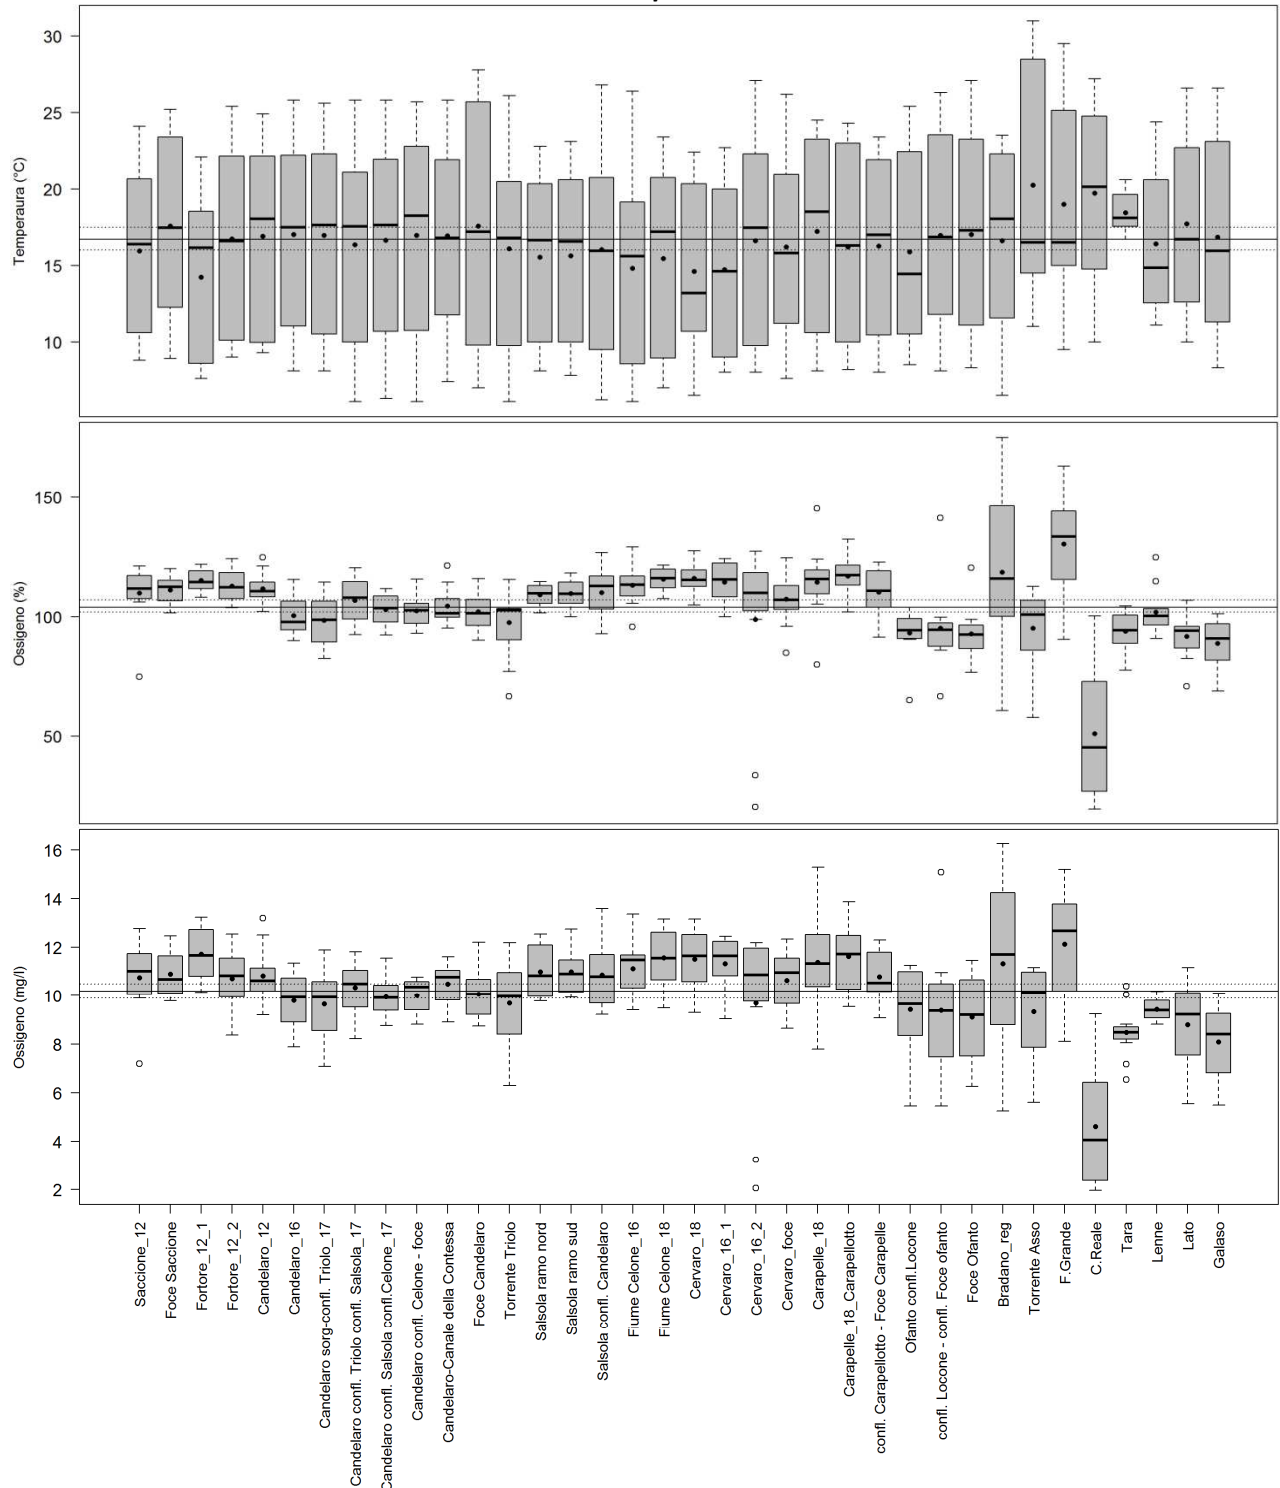 30
25
20
15
10
Temperaura (°C)
150
100
50
Ossigeno (%)
16
14
12
10
8
6
4
2
Ossigeno (mg/l)
Saccione_12
Foce Saccione
Fortore_12_1
Fortore_12_2
Candelaro_12
Candelaro_16
Candelaro sorg-confl. Triolo_17
Candelaro confl. Triolo confl. Salsola_17
Candelaro confl. Salsola confl.Celone_17
Candelaro confl. Celone - foce
Candelaro-Canale della Contessa
Foce Candelaro
Torrente Triolo
Salsola ramo nord
Salsola ramo sud
Salsola confl. Candelaro
Fiume Celone_16
Fiume Celone_18
Cervaro_18
Cervaro_16_1
Cervaro_16_2
Cervaro_foce
Carapelle_18
Carapelle_18_Carapellotto
confl. Carapellotto - Foce Carapelle
Ofanto confl.Locone
confl. Locone - confl. Foce ofanto
Foce Ofanto
Bradano_reg
Torrente Asso
F.Grande
C.Reale
Tara
Lenne
Lato
Galaso